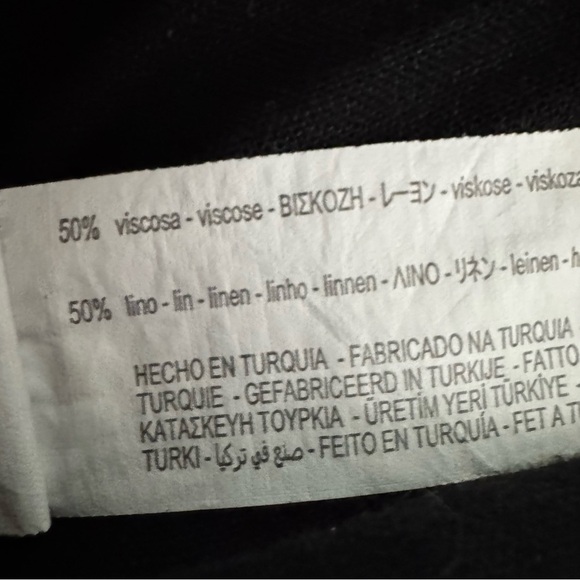 50% viscosa - viscose - ΒΙΣΚΟΖΗ - レーヨン - viskose - viskoza
50% lino - lin - linen - linho - linnen - ΛΙΝΟ - リネン - leinen - h
HECHO EN TURQUIA - FABRICADO NA TURQUIA
TURQUIE - GEFABRICEERD IN TURKIJE - FATTO
ΚΑΤΑΣΚΕΥΗ ΤΟΥΡΚΙΑ - ÜRETİM YERİ TÜRKİYE -
TURKI - صنع في تركيا - FEITO EN TURQUÍA - FET A T